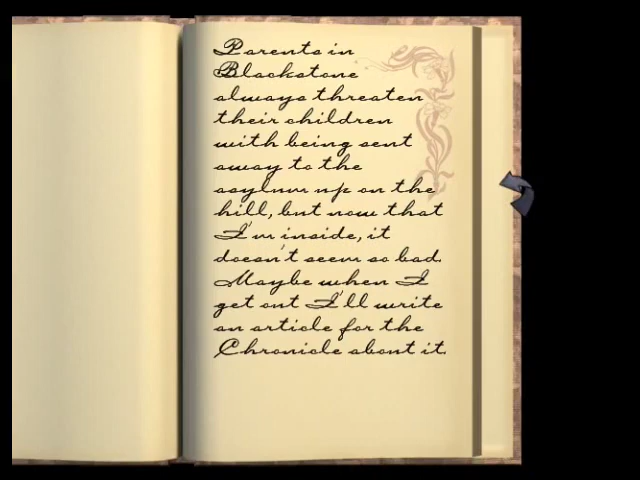 Parents in
Blackstone
always threaten
their children
with being sent
away to the
asylum up on the
hill, but now that
I'm inside, it
doesn't seem so bad.
Maybe when I
get out I'll write
an article for the
Chronicle about it.